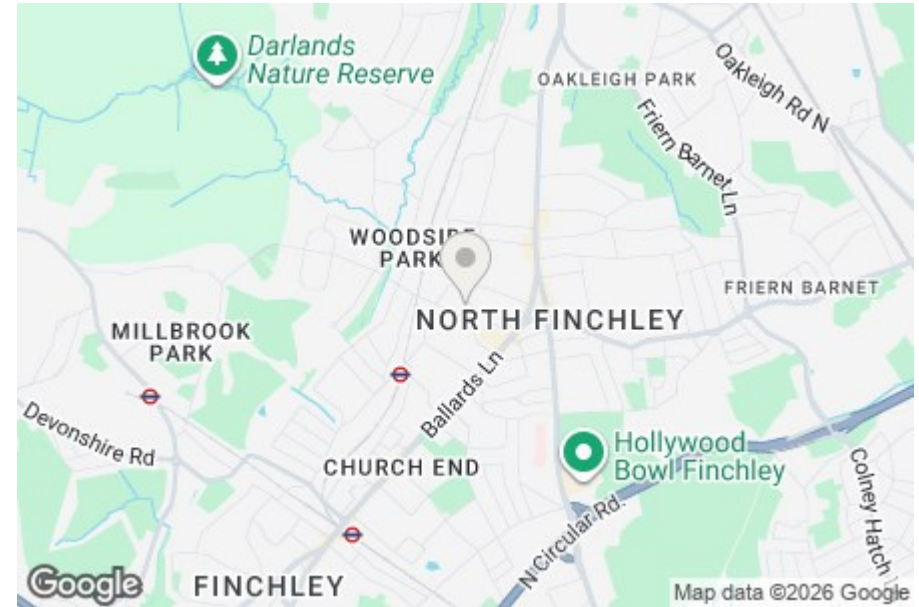 Darlands
Nature Reserve
OAKLEIGH PARK
Oakleigh Rd N
Friern Barnet Ln
WOODSIDE
PARK
FRIERN BARNET
NORTH FINCHLEY
MILLBROOK
PARK
Ballards Ln
Devonshire Rd
CHURCH END
Hollywood
Bowl Finchley
Colney Hatch
N Circular Rd.
FINCHLEY
Google
Map data ©2026 Google